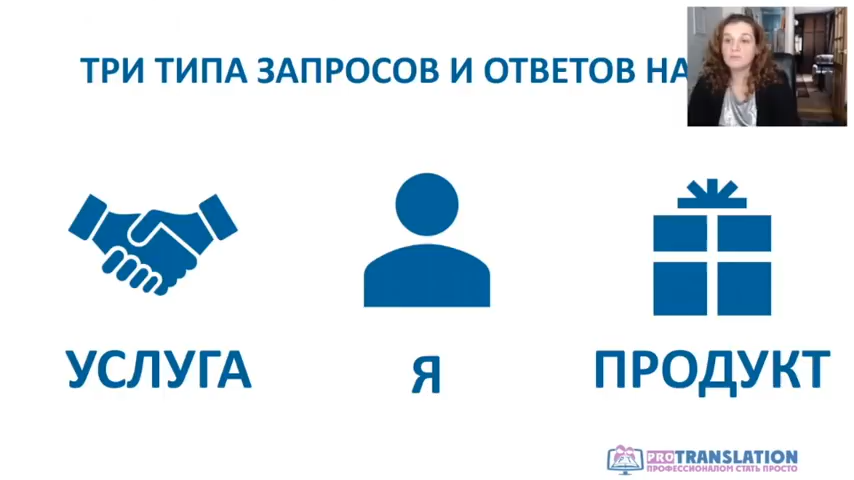 ТРИ ТИПА ЗАПРОСОВ И ОТВЕТОВ НА
УСЛУГА
Я
ПРОДУКТ
PROTRANSLATION
ПРОФЕССИОНАЛОМ СТАТЬ ПРОСТО